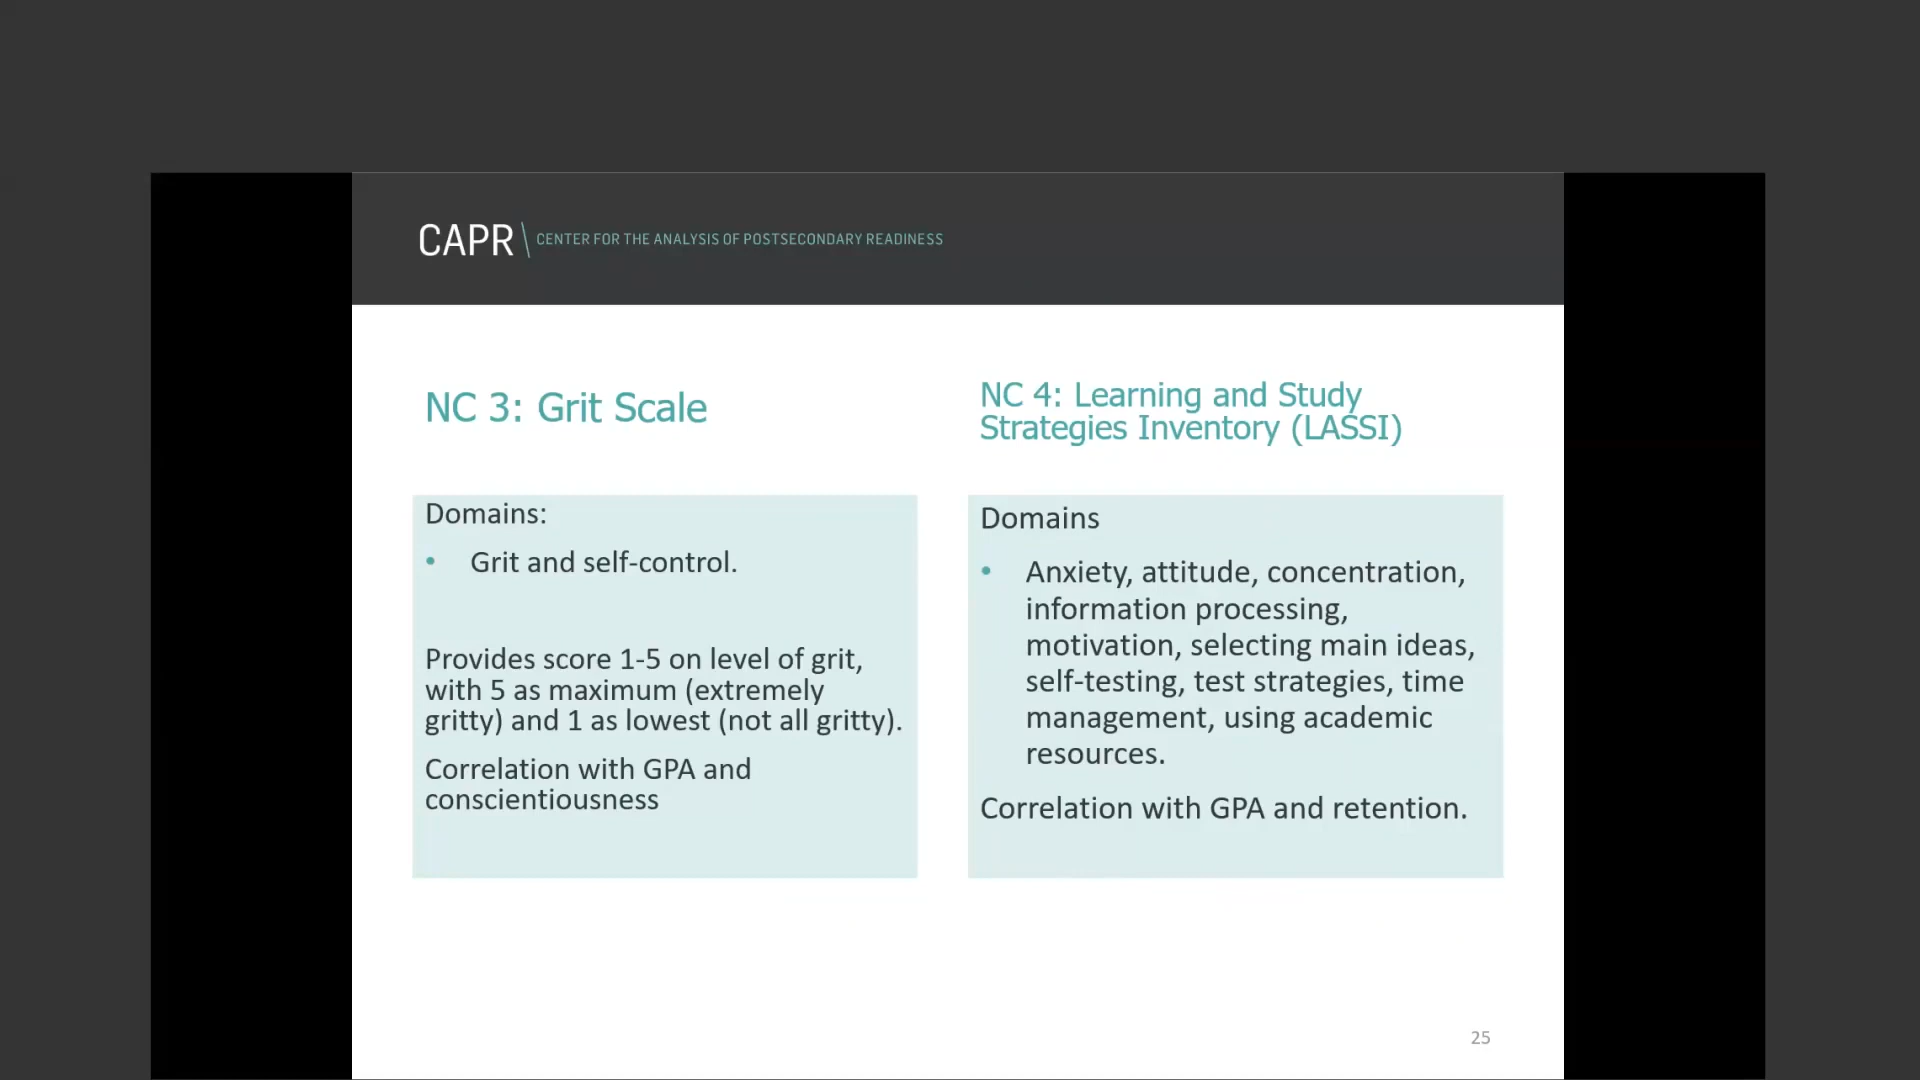 CAPR \ CENTER FOR THE ANALYSIS OF POSTSECONDARY READINESS
NC 3: Grit Scale
Domains:
• Grit and self-control.
Provides score 1-5 on level of grit,
with 5 as maximum (extremely
gritty) and 1 as lowest (not all gritty).
Correlation with GPA and
conscientiousness
NC 4: Learning and Study
Strategies Inventory (LASSI)
Domains
• Anxiety, attitude, concentration,
information processing,
motivation, selecting main ideas,
self-testing, test strategies, time
management, using academic
resources.
Correlation with GPA and retention.
25